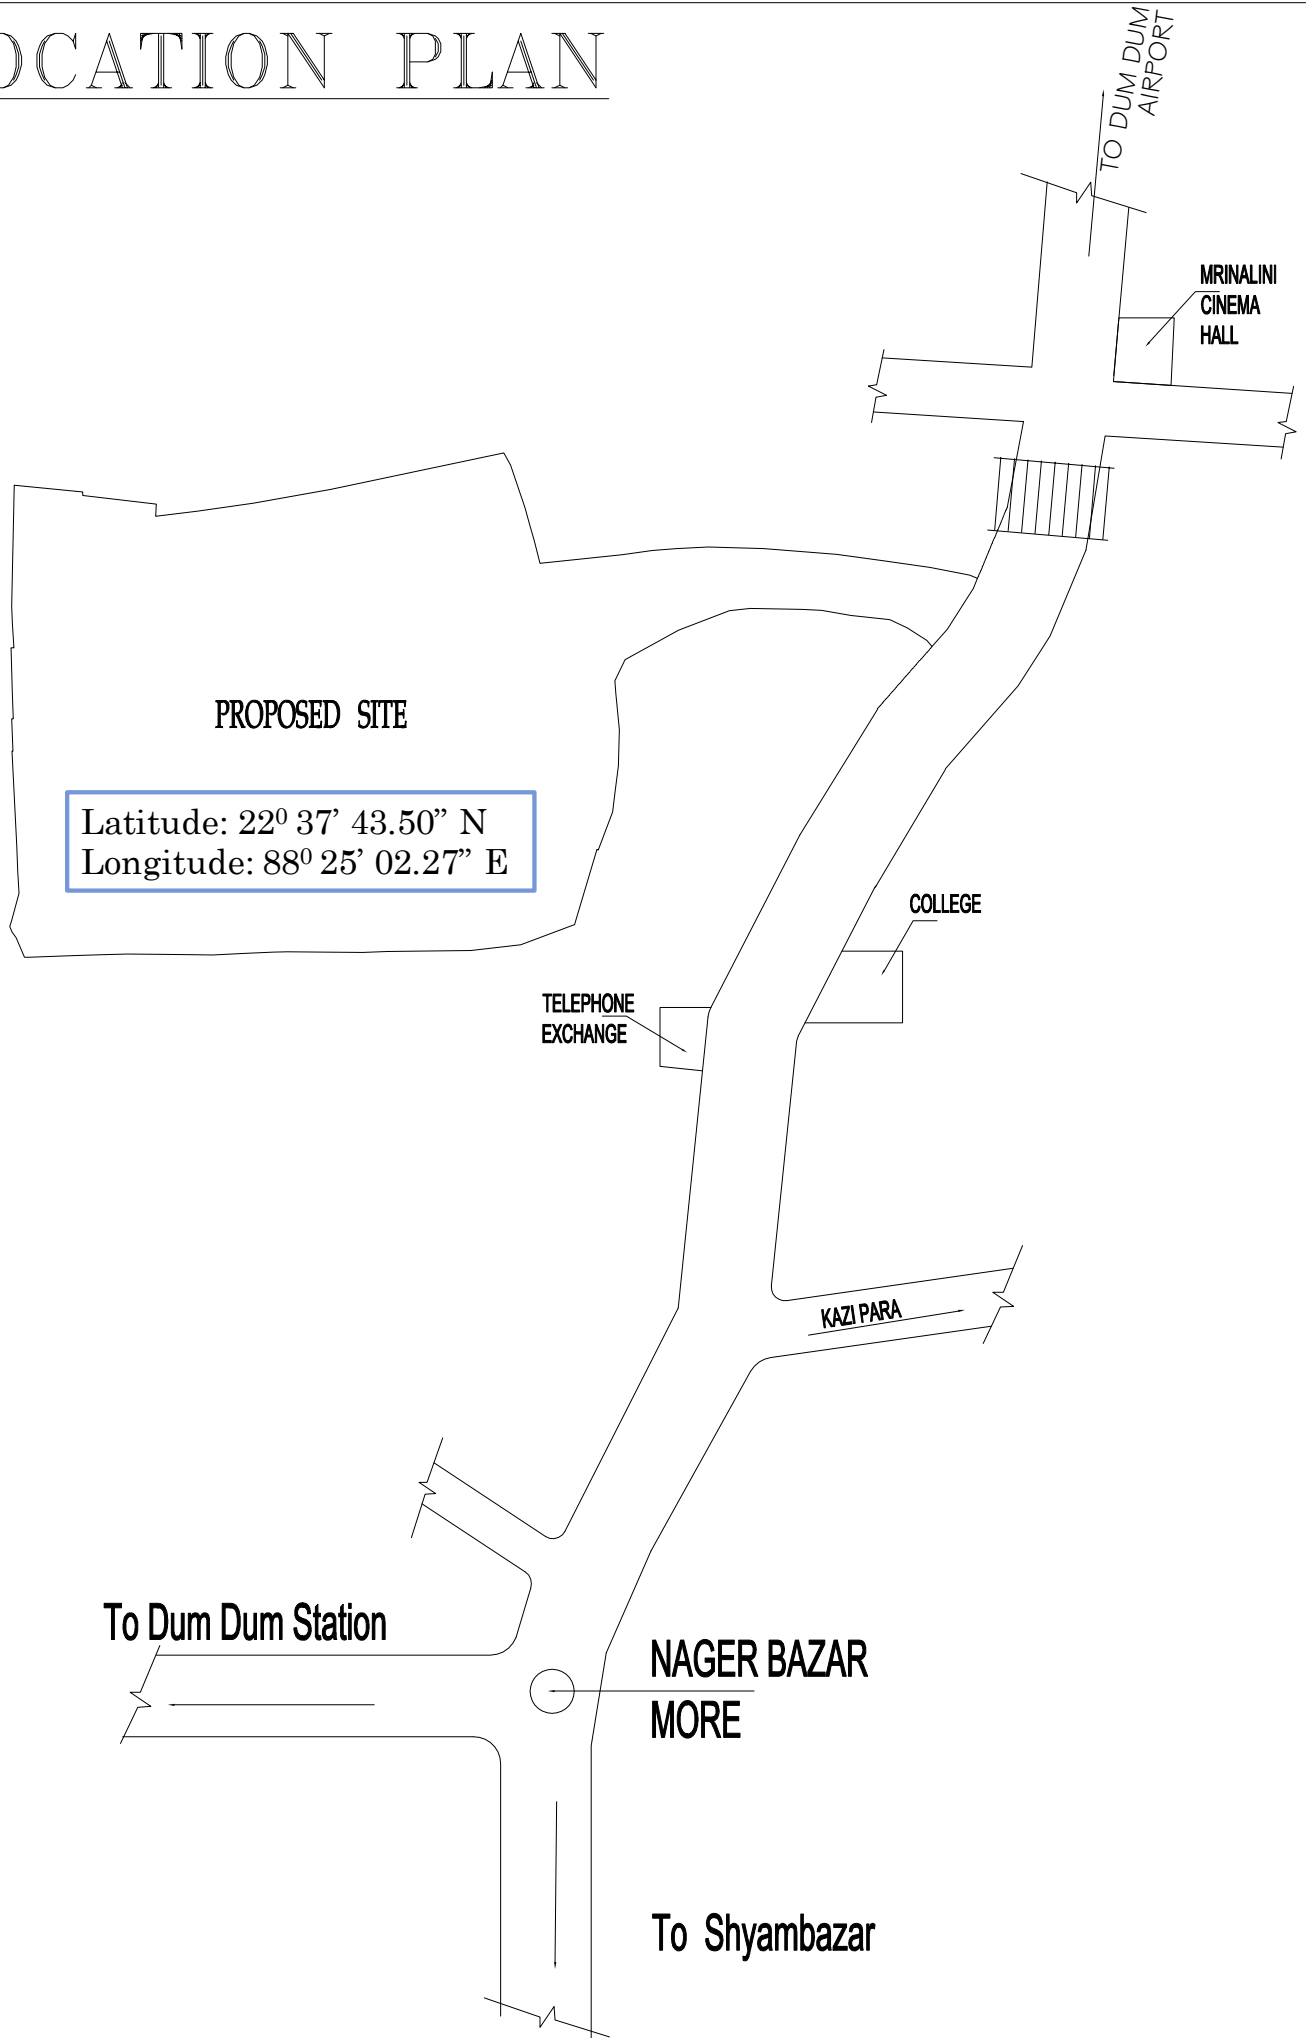 OCATION PLAN
TO DUM DUM
AIRPORT
MRINALINI
CINEMA
HALL
PROPOSED SITE
Latitude: 22⁰ 37’ 43.50” N
Longitude: 88⁰ 25’ 02.27” E
COLLEGE
TELEPHONE
EXCHANGE
KAZI PARA
To Dum Dum Station
NAGER BAZAR
MORE
To Shyambazar